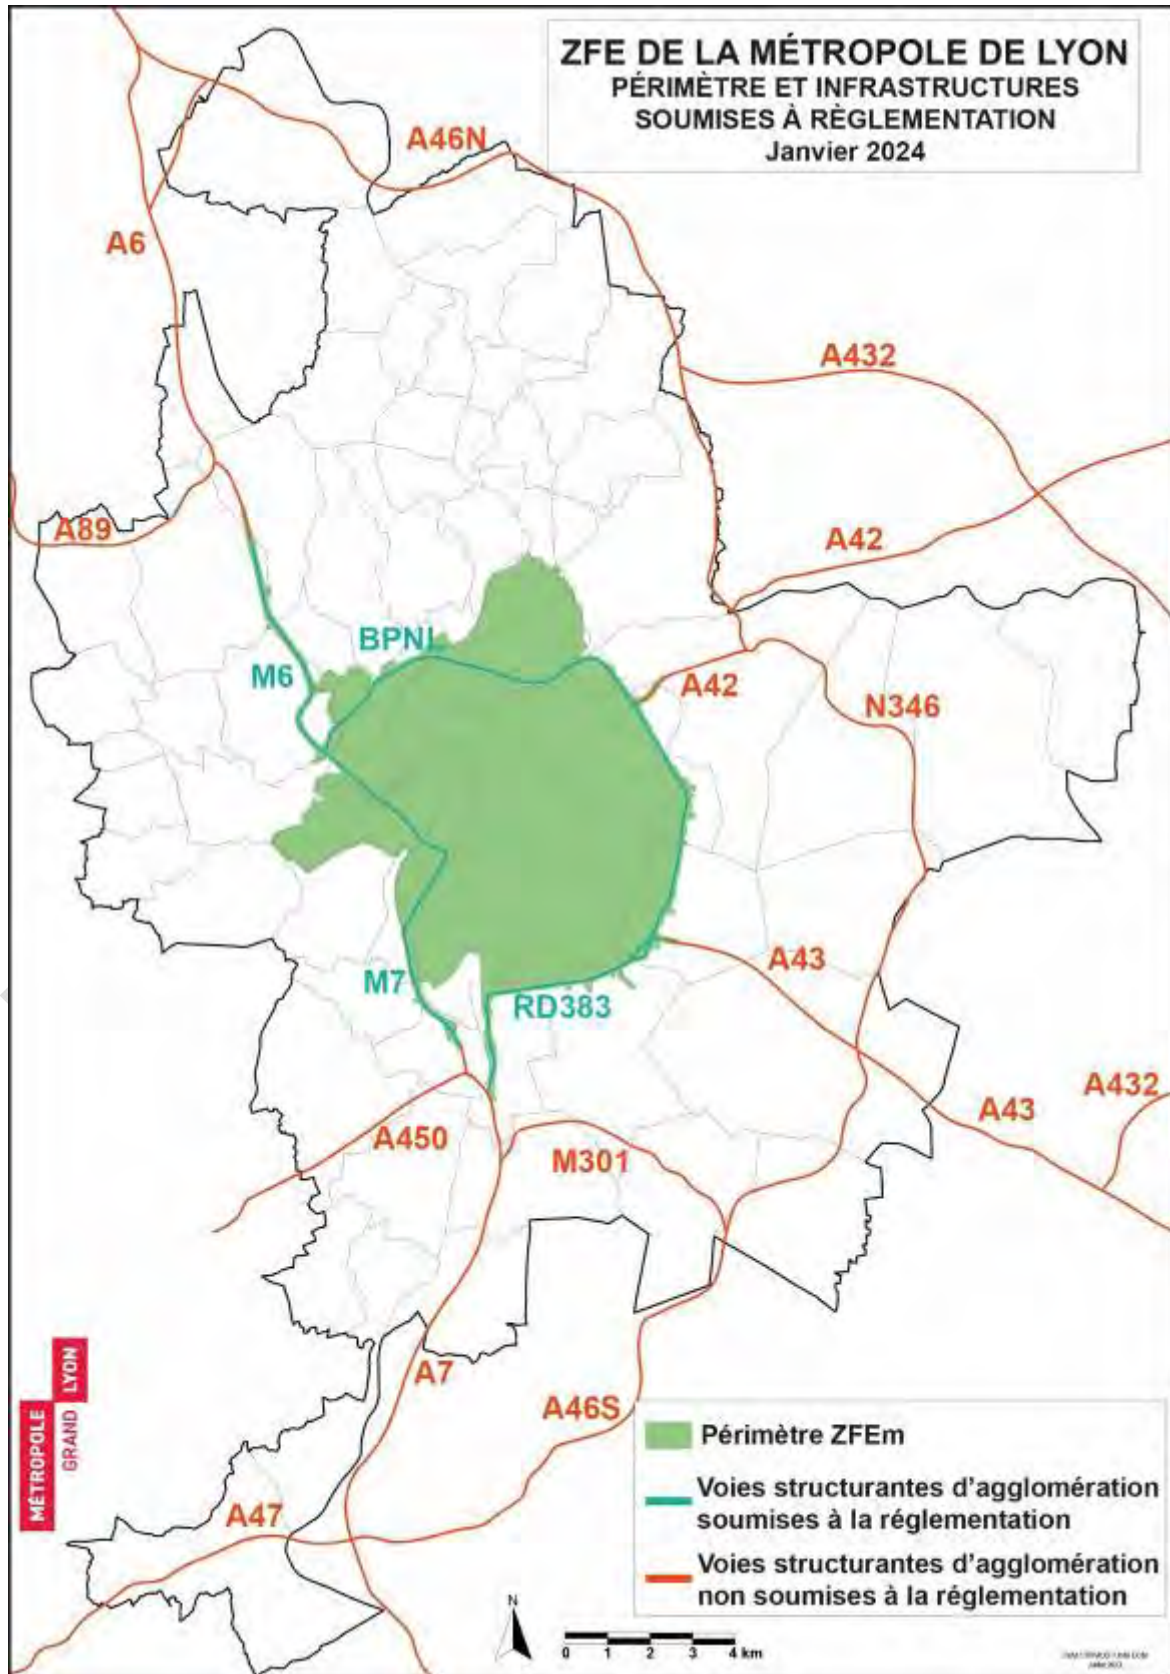 ZFE DE LA MÉTROPOLE DE LYON
PÉRIMÈTRE ET INFRASTRUCTURES
SOUMISES À RÈGLEMENTATION
Janvier 2024
A46N
A6
A432
A89
A42
BPNL
M6
A42
N346
A43
M7
RD383
A432
A43
A450
M301
A7
A46S
A47
MÉTROPOLE
GRAND LYON
Périmètre ZFEm
Voies structurantes d'agglomération
soumises à la réglementation
Voies structurantes d'agglomération
non soumises à la réglementation
N
0 1 2 3 4 km